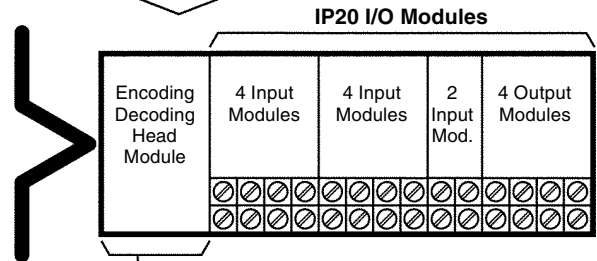 IP20 I/O Modules
Encoding
Decoding
Head
Module
4 Input
Modules
4 Input
Modules
2
Input
Mod.
4 Output
Modules